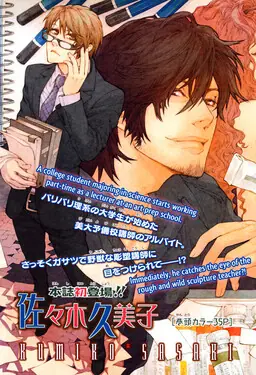 A college student majoring in science starts working
part-time as a lecturer at an art prep school.
バリバリ理系の大学生が始めた
美大予備校講師のアルバイト、
さっそくガサツで野獣な彫塑講師に
目をつけられて――!?
Immediately, he catches the eye of the
rough and wild sculpture teacher?!
本誌初登場!!
佐々木久美子
[巻頭カラー35P]
KUMIKO★SASAKI